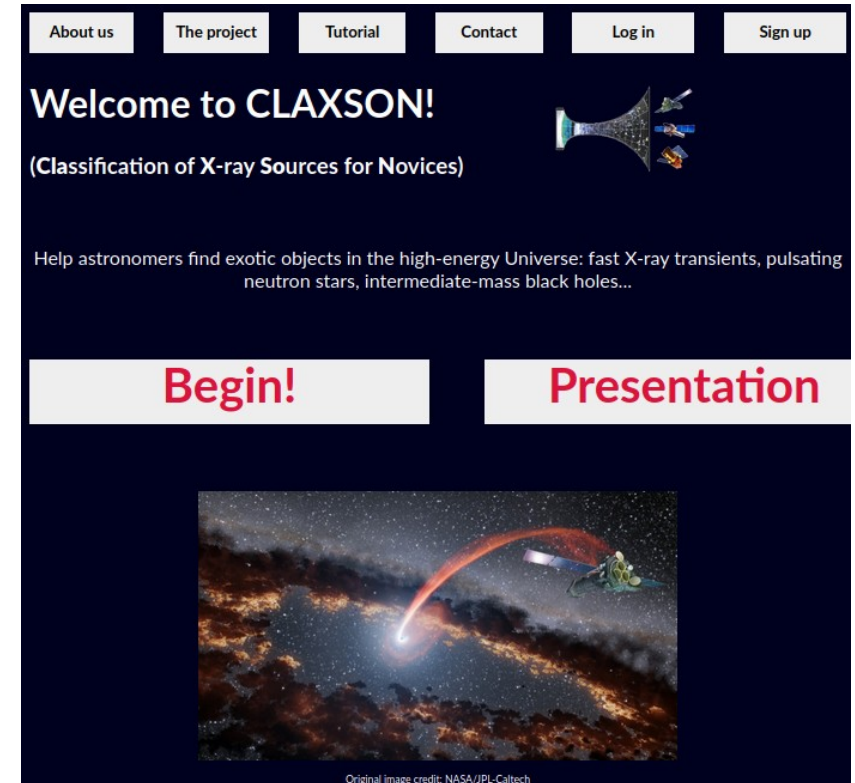 About us
The project
Tutorial
Contact
Log in
Sign up
Welcome to CLAXSON!
(Classification of X-ray Sources for Novices)
Help astronomers find exotic objects in the high-energy Universe: fast X-ray transients, pulsating
neutron stars, intermediate-mass black holes...
Begin!
Presentation
Original image credit: NASA/JPL-Caltech